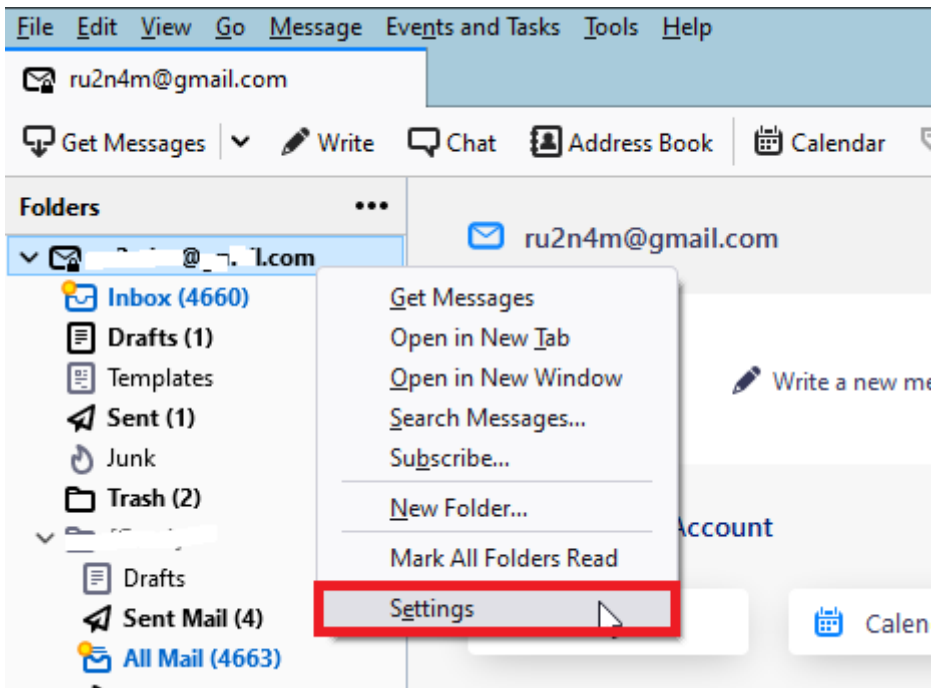 File Edit View Go Message Events and Tasks Tools Help
ru2n4m@gmail.com
Get Messages Write Chat Address Book Calendar
Folders
ru2n4m@gmail.com
l.com
Inbox (4660)
Drafts (1)
Templates
Sent (1)
Junk
Trash (2)
Drafts
Sent Mail (4)
All Mail (4663)
Get Messages
Open in New Tab
Open in New Window
Search Messages...
Subscribe...
New Folder...
Mark All Folders Read
Settings
Write a new me
Account
Calen